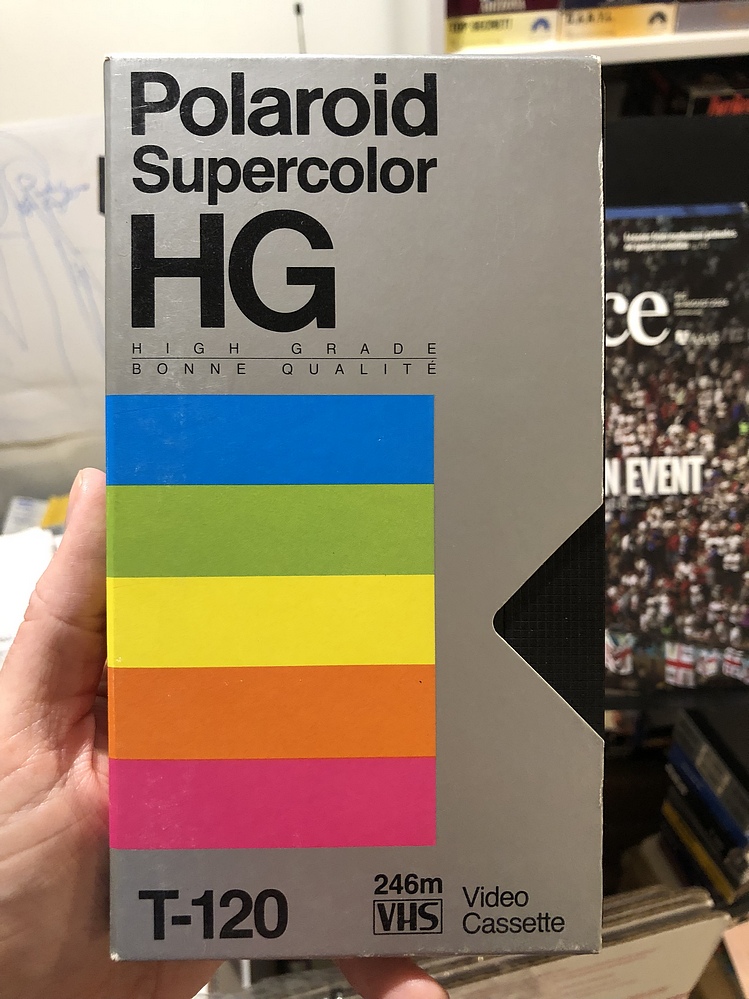 Polaroid
Supercolor
HG
HIGH GRADE
BONNE QUALITÉ
T-120
246m
VHS
Video
Cassette
ce
N EVENT